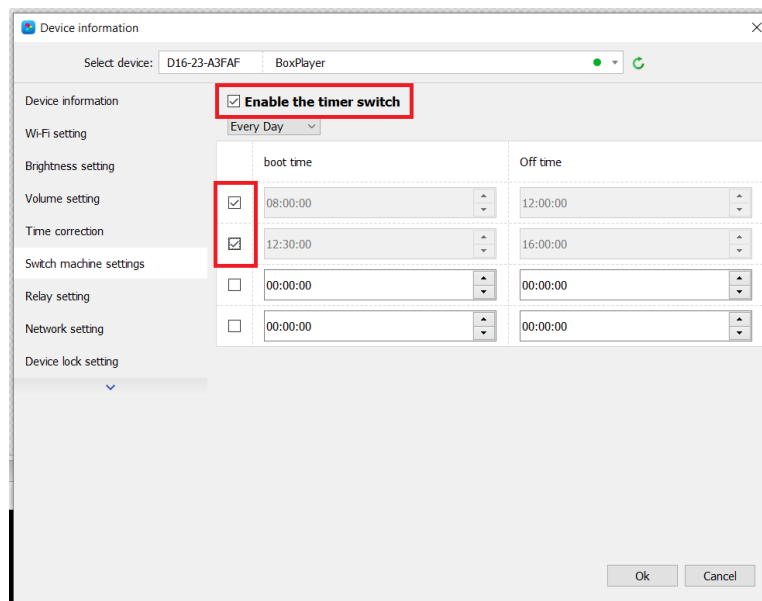 Device information
Select device: D16-23-A3FAF BoxPlayer
Device information
Wi-Fi setting
Brightness setting
Volume setting
Time correction
Switch machine settings
Relay setting
Network setting
Device lock setting
Enable the timer switch
Every Day
boot time Off time
08:00:00 12:00:00
12:30:00 16:00:00
00:00:00 00:00:00
00:00:00 00:00:00
Ok Cancel